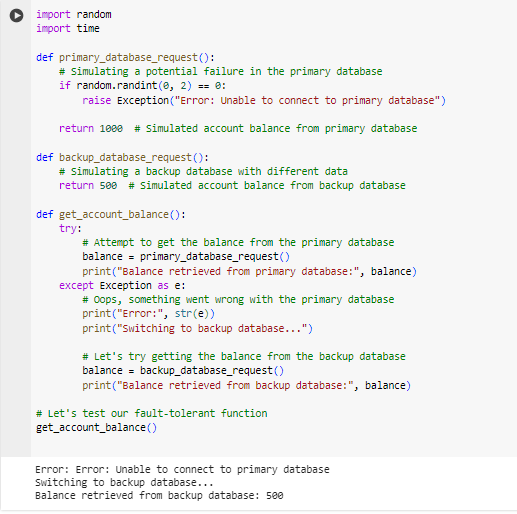 import random
import time

def primary_database_request():
    # Simulating a potential failure in the primary database
    if random.randint(0, 2) == 0:
        raise Exception("Error: Unable to connect to primary database")

    return 1000  # Simulated account balance from primary database

def backup_database_request():
    # Simulating a backup database with different data
    return 500  # Simulated account balance from backup database

def get_account_balance():
    try:
        # Attempt to get the balance from the primary database
        balance = primary_database_request()
        print("Balance retrieved from primary database:", balance)
    except Exception as e:
        # Oops, something went wrong with the primary database
        print("Error:", str(e))
        print("Switching to backup database...")

        # Let's try getting the balance from the backup database
        balance = backup_database_request()
        print("Balance retrieved from backup database:", balance)

# Let's test our fault-tolerant function
get_account_balance()

Error: Error: Unable to connect to primary database
Switching to backup database...
Balance retrieved from backup database: 500